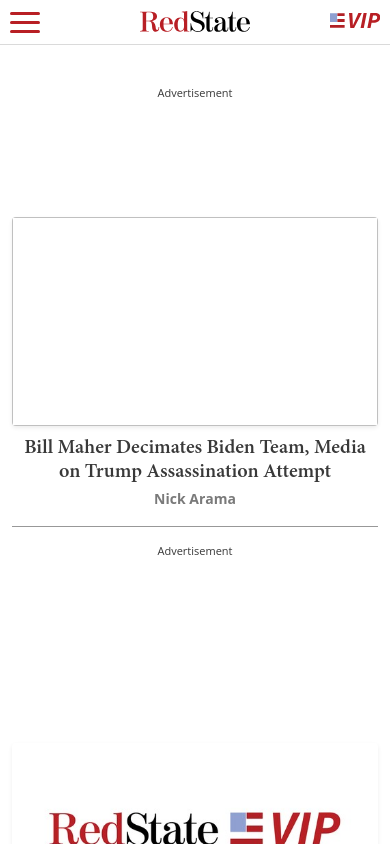 RedState
VIP
Advertisement
Bill Maher Decimates Biden Team, Media
on Trump Assassination Attempt
Nick Arama
Advertisement
RedState VIP